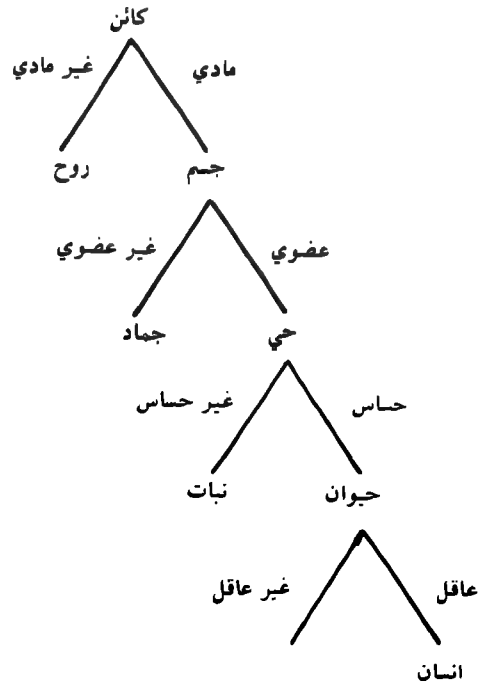 كائن
مادي غير مادي
جسم روح
عضوي غير عضوي
حي جماد
حساس غير حساس
حيوان نبات
عاقل غير عاقل
انسان